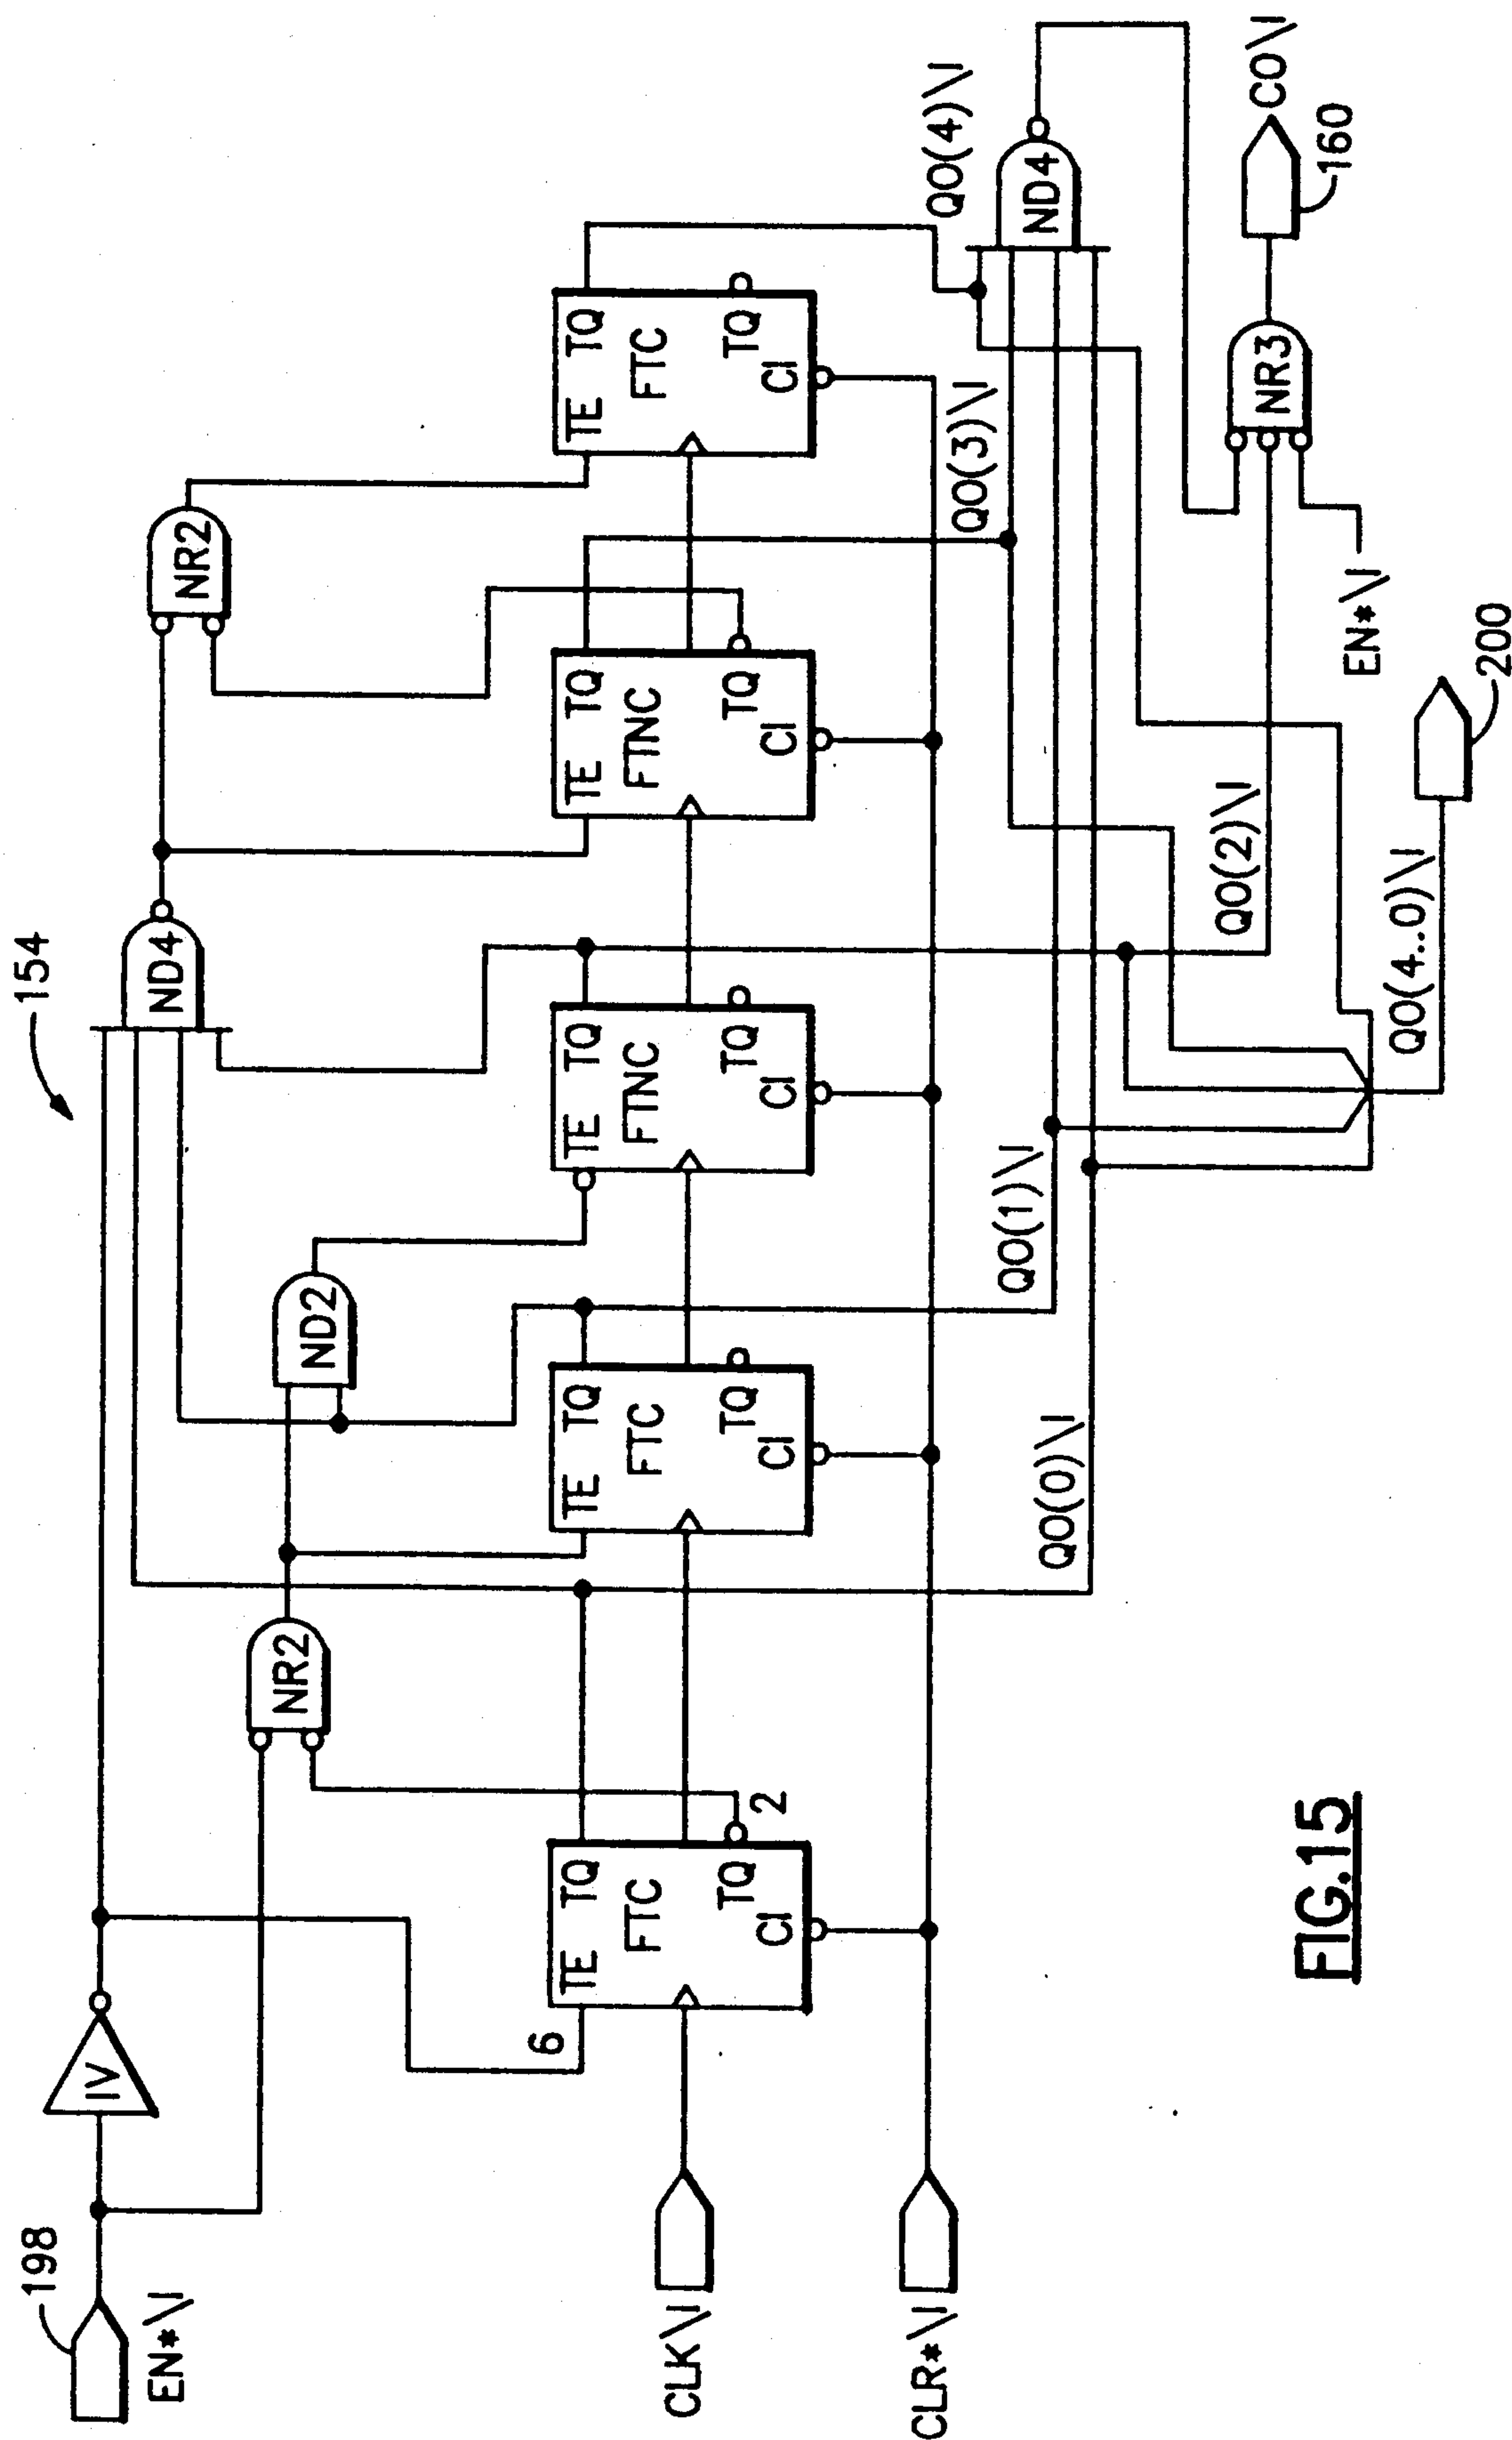 154
198
EN*\I
IV
NR2
ND2
ND4
NR2
6
TE TQ
FTC
TQ
CI
2
TE TQ
FTC
TQ
CI
TE TQ
FTNC
TQ
CI
TE TQ
FTNC
TQ
CI
TE TQ
FTC
TQ
CI
CLK\I
CLR*\I
QO(0)\I
QO(1)\I
QO(2)\I
QO(3)\I
QO(4)\I
ND4
NR3
EN*\I
CO\I
160
QO(4..0)\I
200
FIG.15